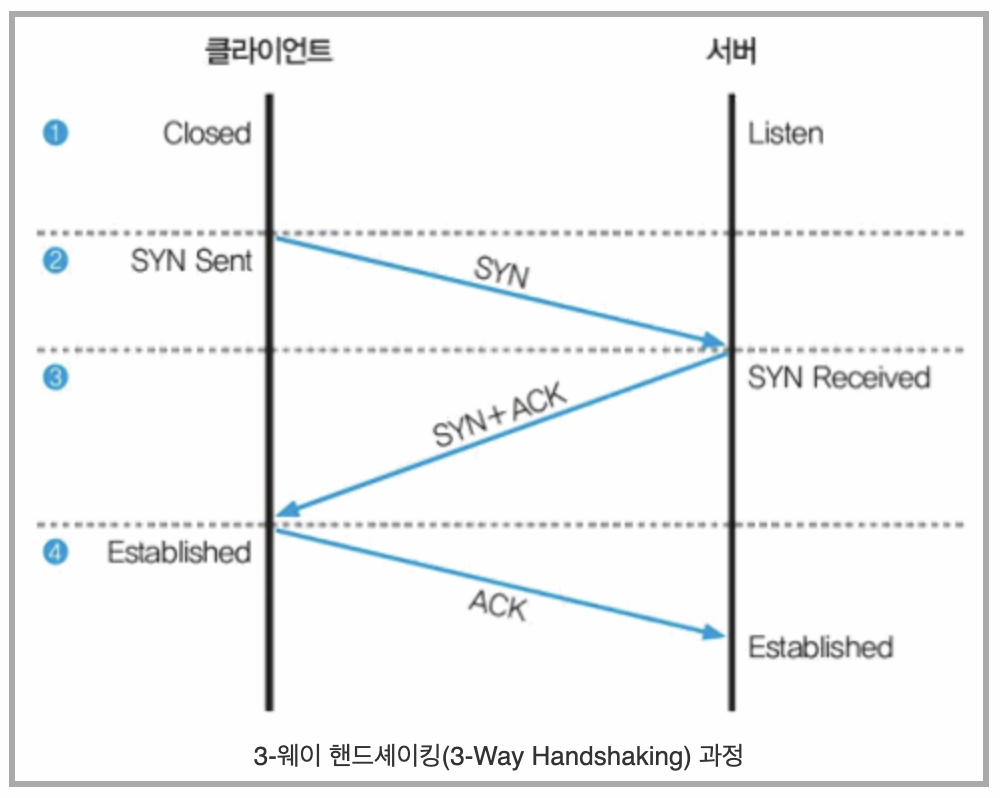 클라이언트 서버
1 Closed Listen
2 SYN Sent SYN
3 SYN Received
SYN+ACK
4 Established
ACK
Established
3-웨이 핸드셰이킹(3-Way Handshaking) 과정